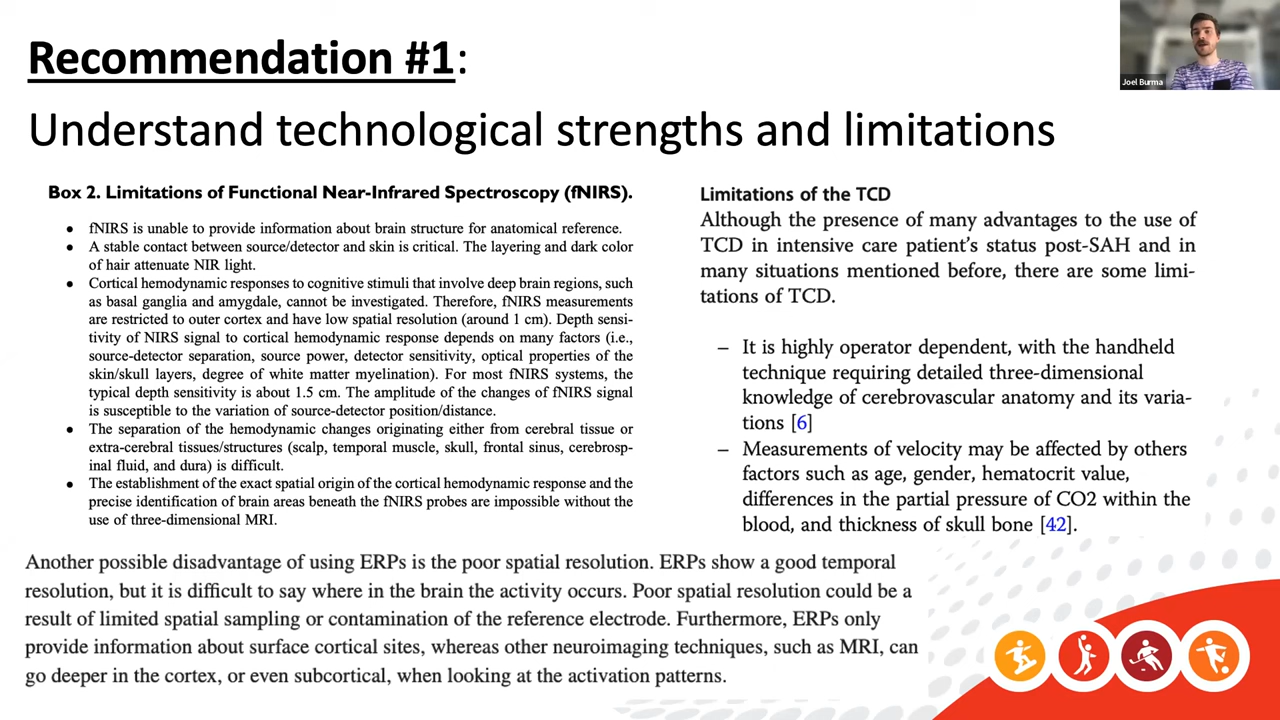 Recommendation #1:
Understand technological strengths and limitations
Joel Burma
Box 2. Limitations of Functional Near-Infrared Spectroscopy (fNIRS).
• fNIRS is unable to provide information about brain structure for anatomical reference.
• A stable contact between source/detector and skin is critical. The layering and dark color
of hair attenuate NIR light.
• Cortical hemodynamic responses to cognitive stimuli that involve deep brain regions, such
as basal ganglia and amygdale, cannot be investigated. Therefore, fNIRS measurements
are restricted to outer cortex and have low spatial resolution (around 1 cm). Depth sensi-
tivity of NIRS signal to cortical hemodynamic response depends on many factors (i.e.,
source-detector separation, source power, detector sensitivity, optical properties of the
skin/skull layers, degree of white matter myelination). For most fNIRS systems, the
typical depth sensitivity is about 1.5 cm. The amplitude of the changes of fNIRS signal
is susceptible to the variation of source-detector position/distance.
• The separation of the hemodynamic changes originating either from cerebral tissue or
extra-cerebral tissues/structures (scalp, temporal muscle, skull, frontal sinus, cerebrosp-
inal fluid, and dura) is difficult.
• The establishment of the exact spatial origin of the cortical hemodynamic response and the
precise identification of brain areas beneath the fNIRS probes are impossible without the
use of three-dimensional MRI.
Limitations of the TCD
Although the presence of many advantages to the use of
TCD in intensive care patient's status post-SAH and in
many situations mentioned before, there are some limi-
tations of TCD.
– It is highly operator dependent, with the handheld
technique requiring detailed three-dimensional
knowledge of cerebrovascular anatomy and its varia-
tions [6]
– Measurements of velocity may be affected by others
factors such as age, gender, hematocrit value,
differences in the partial pressure of CO2 within the
blood, and thickness of skull bone [42].
Another possible disadvantage of using ERPs is the poor spatial resolution. ERPs show a good temporal
resolution, but it is difficult to say where in the brain the activity occurs. Poor spatial resolution could be a
result of limited spatial sampling or contamination of the reference electrode. Furthermore, ERPs only
provide information about surface cortical sites, whereas other neuroimaging techniques, such as MRI, can
go deeper in the cortex, or even subcortical, when looking at the activation patterns.